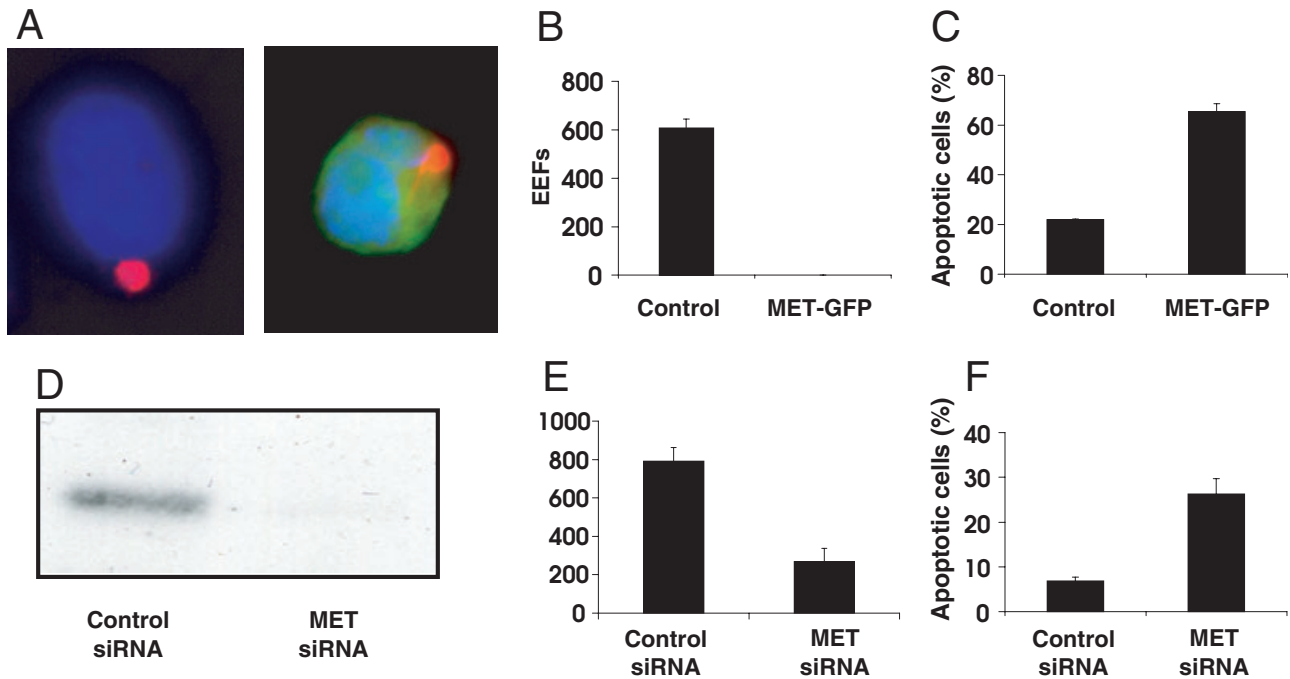 A
B
800
600
400
200
0
EEFs
Control
MET-GFP
C
80
60
40
20
0
Apoptotic cells (%)
Control
MET-GFP
D
Control
siRNA
MET
siRNA
E
1000
800
600
400
200
0
Control
siRNA
MET
siRNA
F
40
30
20
10
0
Apoptotic cells (%)
Control
siRNA
MET
siRNA